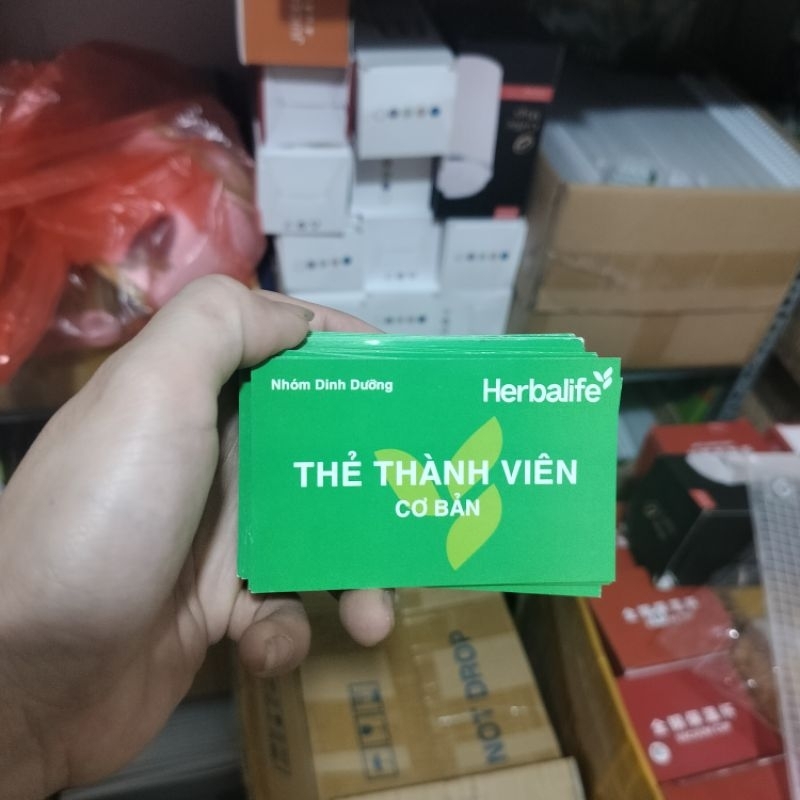 Nhóm Dinh Dưỡng
Herbalife
THẺ THÀNH VIÊN
CƠ BẢN
NOT DROP